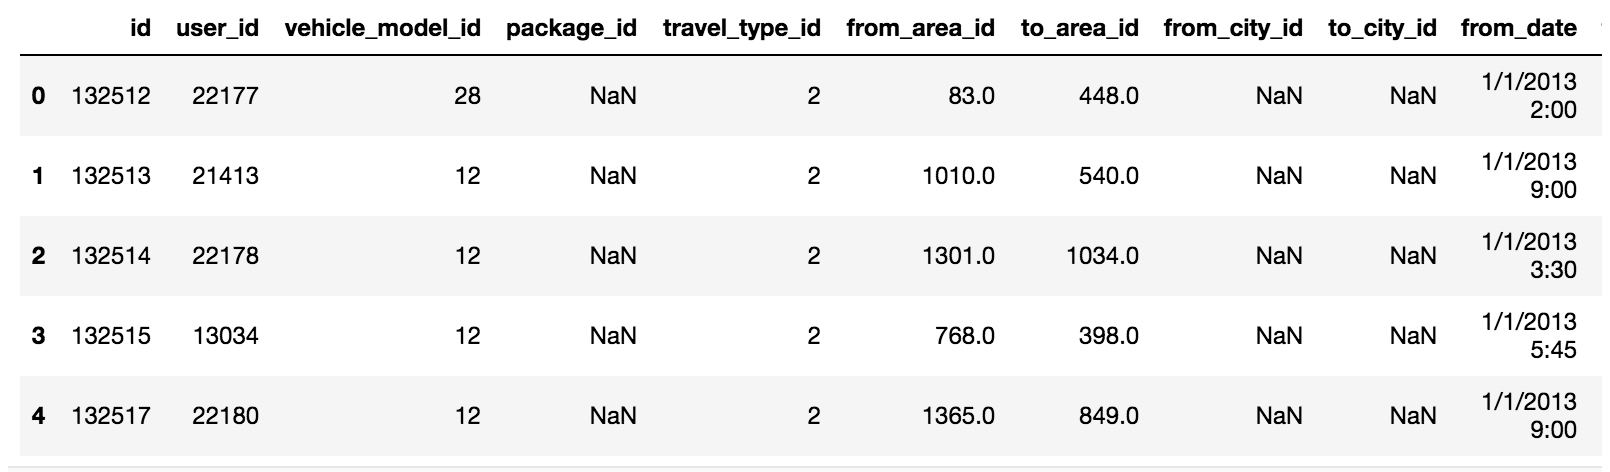 id user_id vehicle_model_id package_id travel_type_id from_area_id to_area_id from_city_id to_city_id from_date
0 132512 22177 28 NaN 2 83.0 448.0 NaN NaN 1/1/2013 2:00
1 132513 21413 12 NaN 2 1010.0 540.0 NaN NaN 1/1/2013 9:00
2 132514 22178 12 NaN 2 1301.0 1034.0 NaN NaN 1/1/2013 3:30
3 132515 13034 12 NaN 2 768.0 398.0 NaN NaN 1/1/2013 5:45
4 132517 22180 12 NaN 2 1365.0 849.0 NaN NaN 1/1/2013 9:00